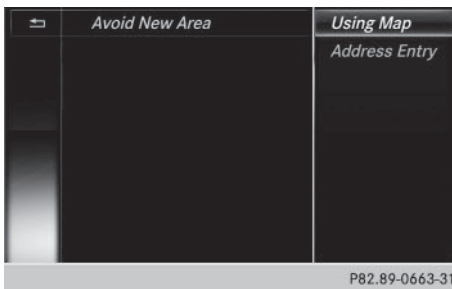 Avoid New Area
Using Map
Address Entry
P82.89-0663-31